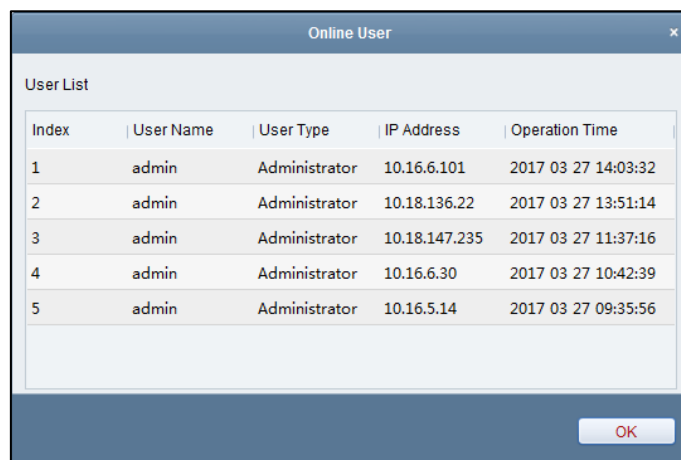 Online User ×
User List
Index User Name User Type IP Address Operation Time
1 admin Administrator 10.16.6.101 2017 03 27 14:03:32
2 admin Administrator 10.18.136.22 2017 03 27 13:51:14
3 admin Administrator 10.18.147.235 2017 03 27 11:37:16
4 admin Administrator 10.16.6.30 2017 03 27 10:42:39
5 admin Administrator 10.16.5.14 2017 03 27 09:35:56
OK